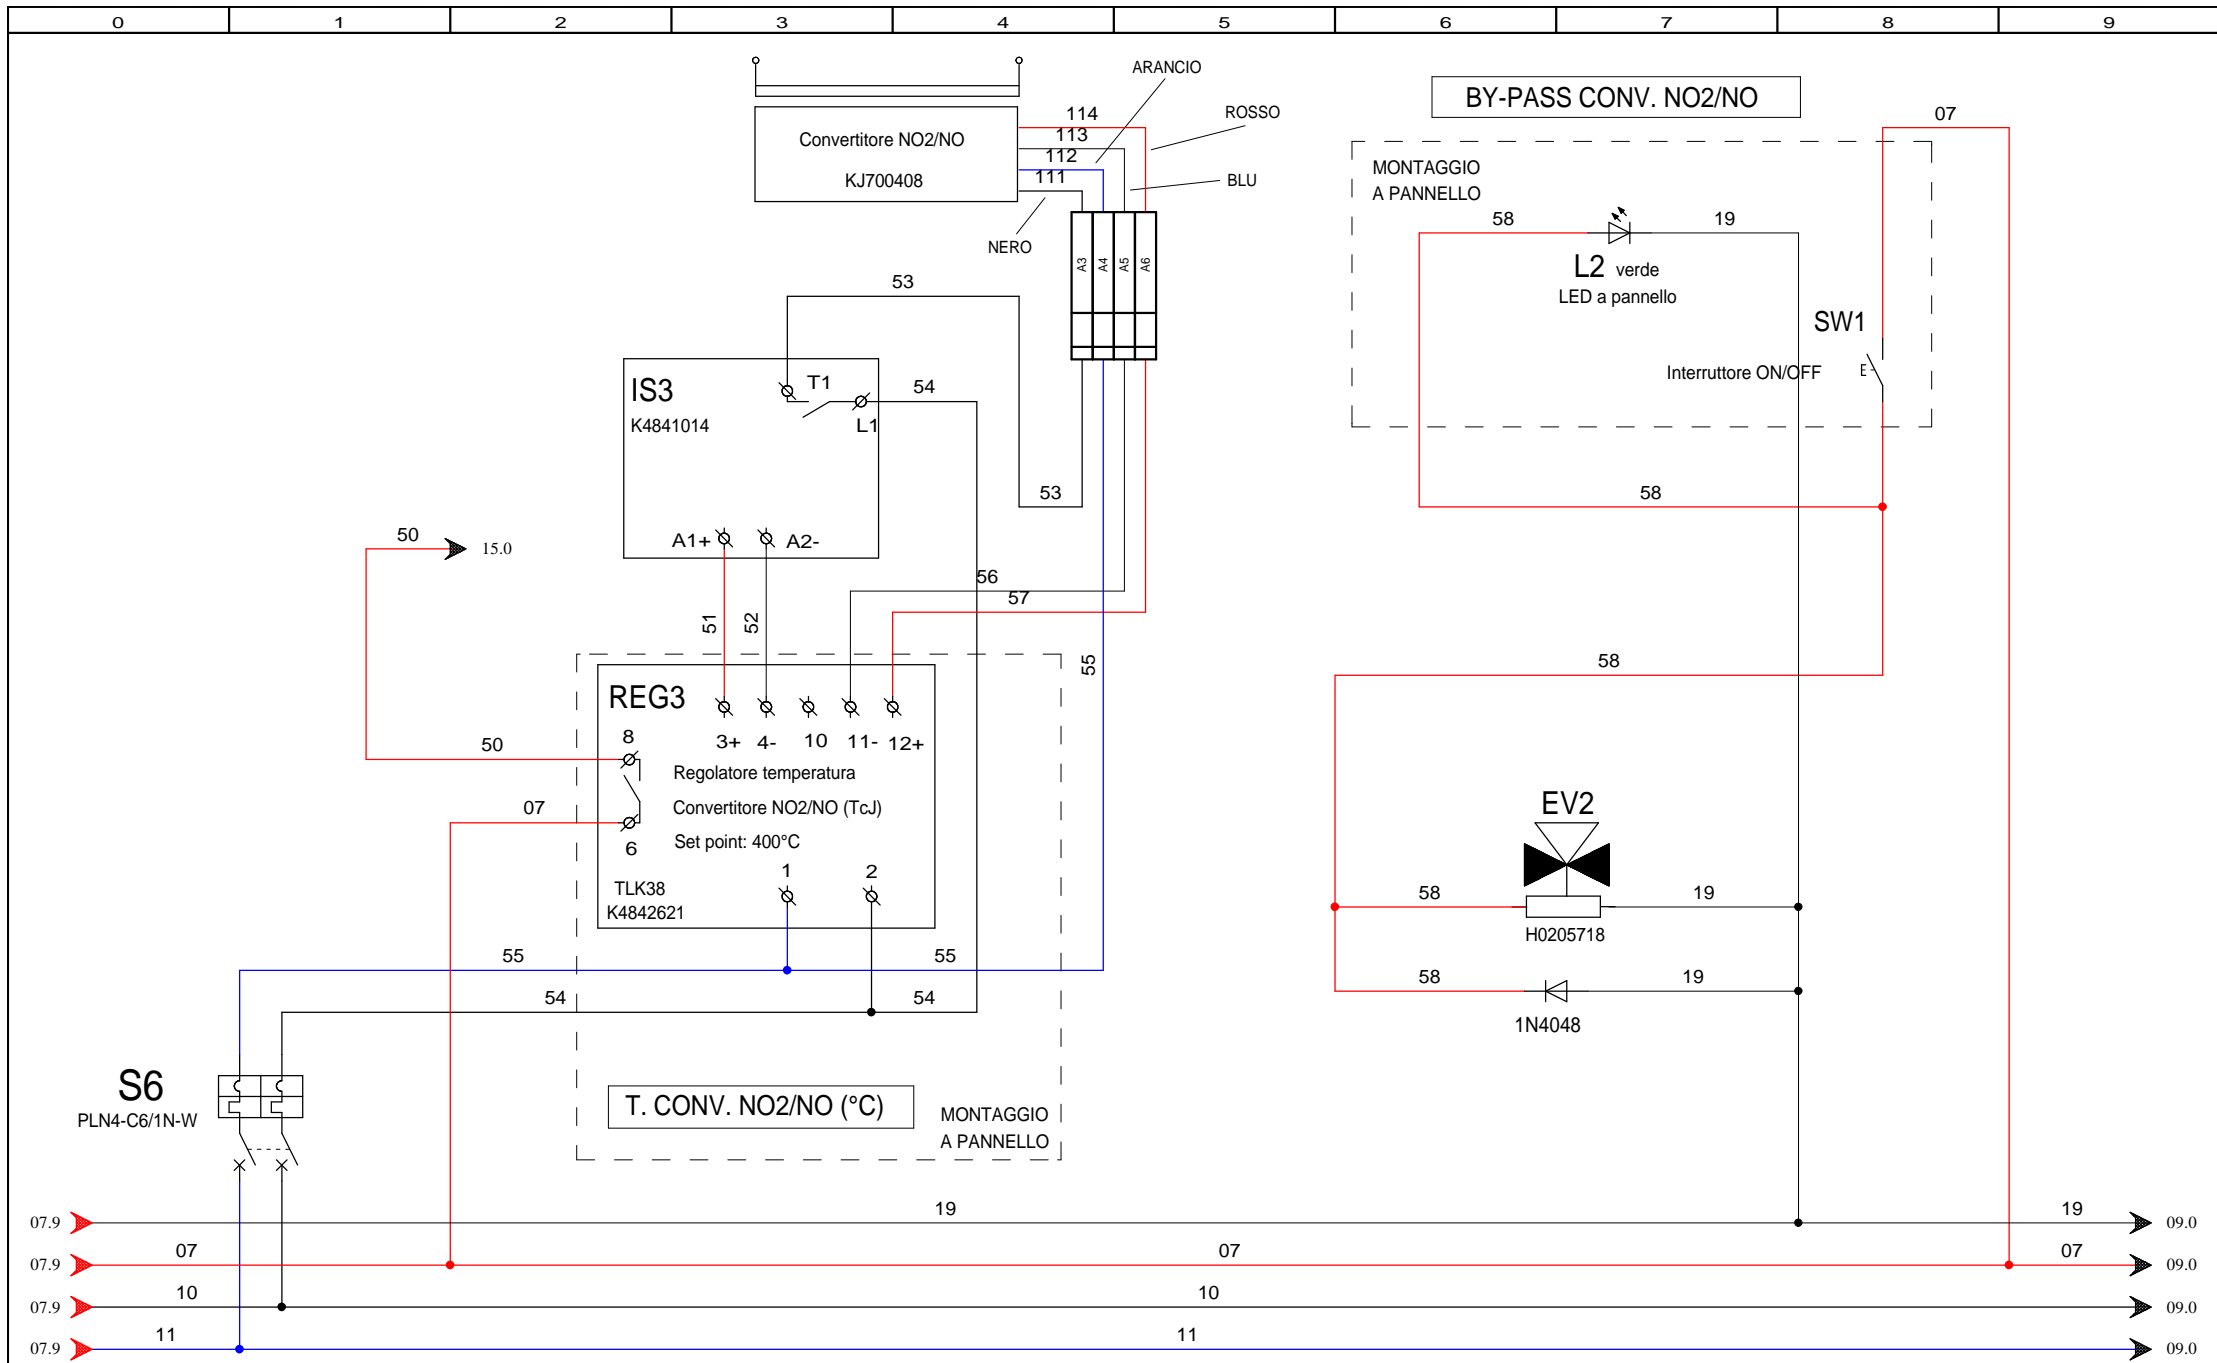 0 1 2 3 4 5 6 7 8 9
ARANCIO
BY-PASS CONV. NO2/NO
114
ROSSO
07
113
Convertitore NO2/NO
112
MONTAGGIO
A PANNELLO
KJ700408
111
BLU
58
19
NERO
A3 A4 A5 A6
L2 verde
LED a pannello
53
SW1
Interruttore ON/OFF
E
IS3
K4841014
T1
54
L1
53
58
50
15.0
A1+
A2-
56
57
51
52
55
58
REG3
8
3+ 4- 10 11- 12+
50
Regolatore temperatura
07
Convertitore NO2/NO (TcJ)
6
Set point: 400°C
EV2
1
2
TLK38
K4842621
58
19
H0205718
55
55
58
19
54
54
1N4048
S6
PLN4-C6/1N-W
T. CONV. NO2/NO (°C)
MONTAGGIO
A PANNELLO
07.9
19
19
09.0
07.9
07
07
07
09.0
07.9
10
10
09.0
07.9
11
11
09.0